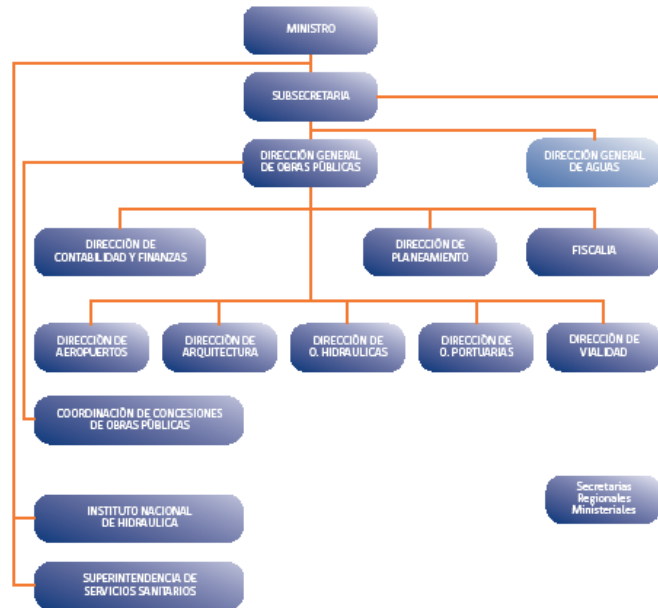 MINISTRO
SUBSECRETARIA
DIRECCIÓN GENERAL
DE OBRAS PÚBLICAS
DIRECCIÓN GENERAL
DE AGUAS
DIRECCIÓN DE
CONTABILIDAD Y FINANZAS
DIRECCIÓN DE
PLANEAMIENTO
FISCALIA
DIRECCIÓN DE
AEROPUERTOS
DIRECCIÓN DE
ARQUITECTURA
DIRECCIÓN DE
O. HIDRAULICAS
DIRECCIÓN DE
O. PORTUARIAS
DIRECCIÓN DE
VIALIDAD
COORDINACIÓN DE CONCESIONES
DE OBRAS PÚBLICAS
Secretarias
Regionales
Ministeriales
INSTITUTO NACIONAL
DE HIDRAULICA
SUPERINTENDENCIA DE
SERVICIOS SANITARIOS